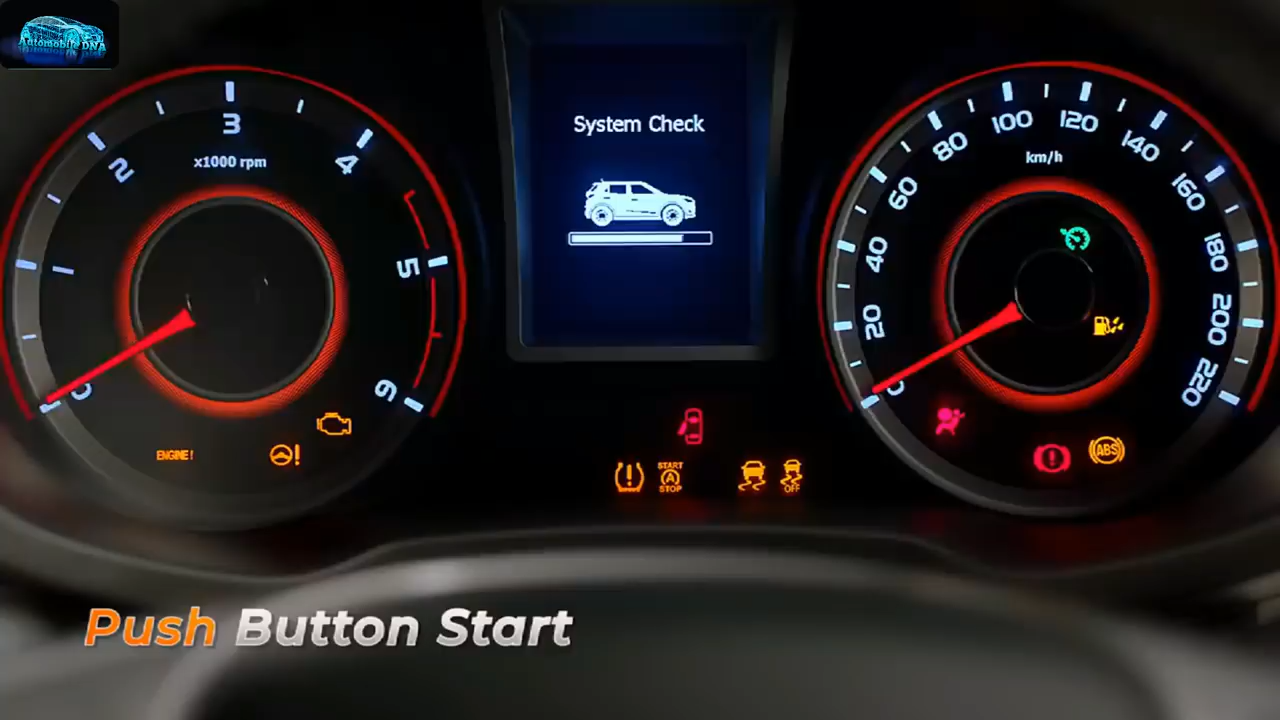 Automobile DNA
System Check
x1000 rpm
0
2
3
4
5
6
km/h
0
20
40
60
80
100
120
140
160
180
200
220
ENGINE!
START
A
STOP
OFF
ABS
Push Button Start